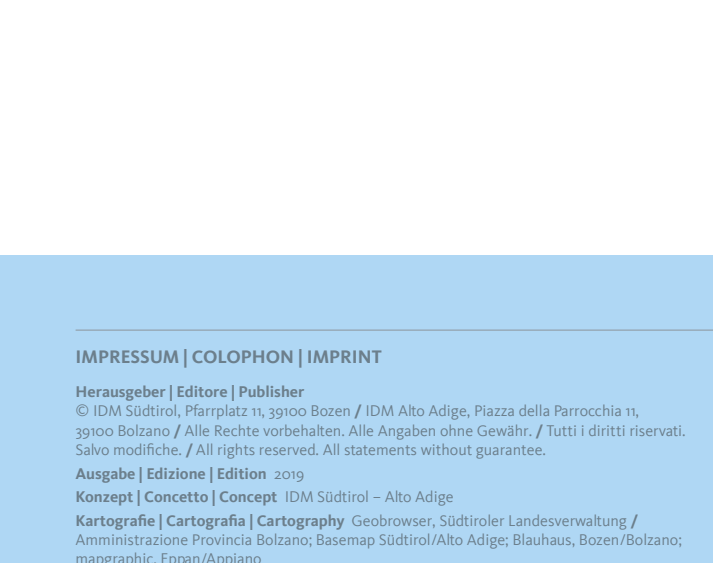 IMPRESSUM | COLOPHON | IMPRINT
Herausgeber | Editore | Publisher
© IDM Südtirol, Pfarrplatz 11, 39100 Bozen / IDM Alto Adige, Piazza della Parrocchia 11,
39100 Bolzano / Alle Rechte vorbehalten. Alle Angaben ohne Gewähr. / Tutti i diritti riservati.
Salvo modifiche. / All rights reserved. All statements without guarantee.
Ausgabe | Edizione | Edition 2019
Konzept | Concetto | Concept IDM Südtirol – Alto Adige
Kartografie | Cartografia | Cartography Geobrowser, Südtiroler Landesverwaltung /
Amministrazione Provincia Bolzano; Basemap Südtirol/Alto Adige; Blauhaus, Bozen/Bolzano;
mapgraphic, Eppan/Appiano